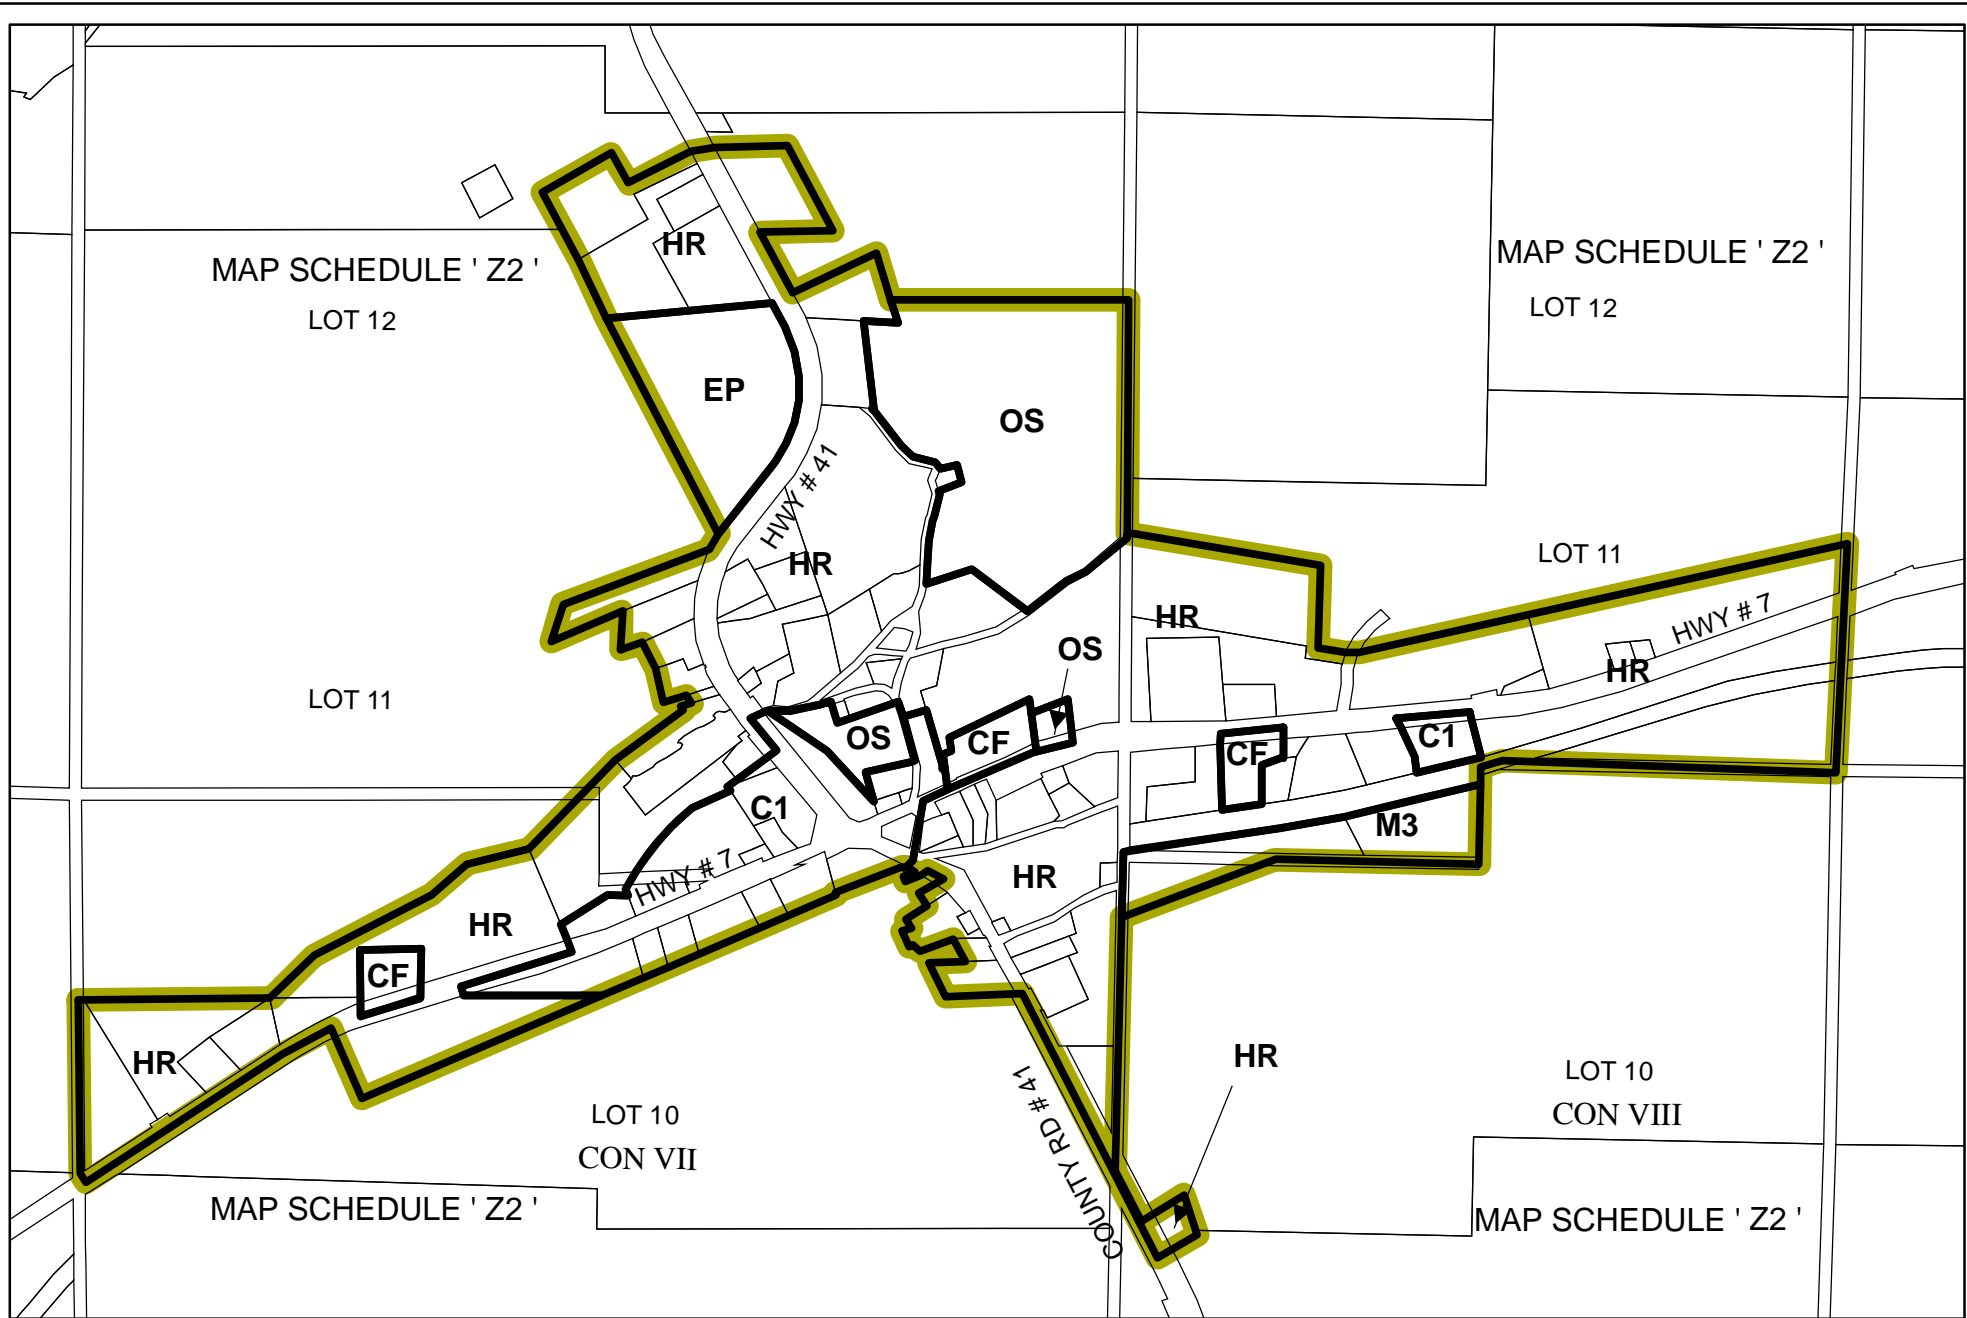 HR
MAP SCHEDULE ' Z2 '
MAP SCHEDULE ' Z2 '
LOT 12
LOT 12
EP
OS
HWY # 41
HR
LOT 11
HR
HWY # 7
OS
HR
LOT 11
OS
CF
CF
C1
C1
M3
HWY # 7
HR
HR
CF
HR
HR
LOT 10
CON VIII
LOT 10
CON VII
COUNTY RD # 41
MAP SCHEDULE ' Z2 '
MAP SCHEDULE ' Z2 '